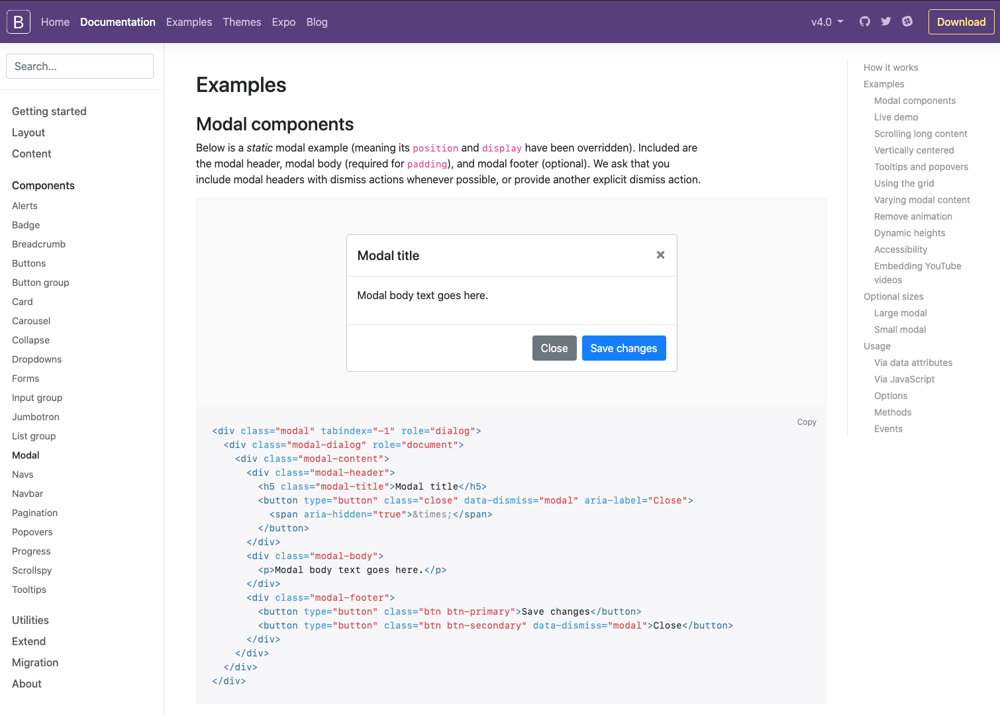 B Home Documentation Examples Themes Expo Blog v4.0 Download
Search...
Getting started
Layout
Content
Components
Alerts
Badge
Breadcrumb
Buttons
Button group
Card
Carousel
Collapse
Dropdowns
Forms
Input group
Jumbotron
List group
Modal
Navs
Navbar
Pagination
Popovers
Progress
Scrollspy
Tooltips
Utilities
Extend
Migration
About
Examples
Modal components
Below is a static modal example (meaning its position and display have been overridden). Included are
the modal header, modal body (required for padding), and modal footer (optional). We ask that you
include modal headers with dismiss actions whenever possible, or provide another explicit dismiss action.
Modal title ×
Modal body text goes here.
Close Save changes
Copy
<div class="modal" tabindex="-1" role="dialog">
  <div class="modal-dialog" role="document">
    <div class="modal-content">
      <div class="modal-header">
        <h5 class="modal-title">Modal title</h5>
        <button type="button" class="close" data-dismiss="modal" aria-label="Close">
          <span aria-hidden="true">&times;</span>
        </button>
      </div>
      <div class="modal-body">
        <p>Modal body text goes here.</p>
      </div>
      <div class="modal-footer">
        <button type="button" class="btn btn-primary">Save changes</button>
        <button type="button" class="btn btn-secondary" data-dismiss="modal">Close</button>
      </div>
    </div>
  </div>
</div>
How it works
Examples
Modal components
Live demo
Scrolling long content
Vertically centered
Tooltips and popovers
Using the grid
Varying modal content
Remove animation
Dynamic heights
Accessibility
Embedding YouTube
videos
Optional sizes
Large modal
Small modal
Usage
Via data attributes
Via JavaScript
Options
Methods
Events